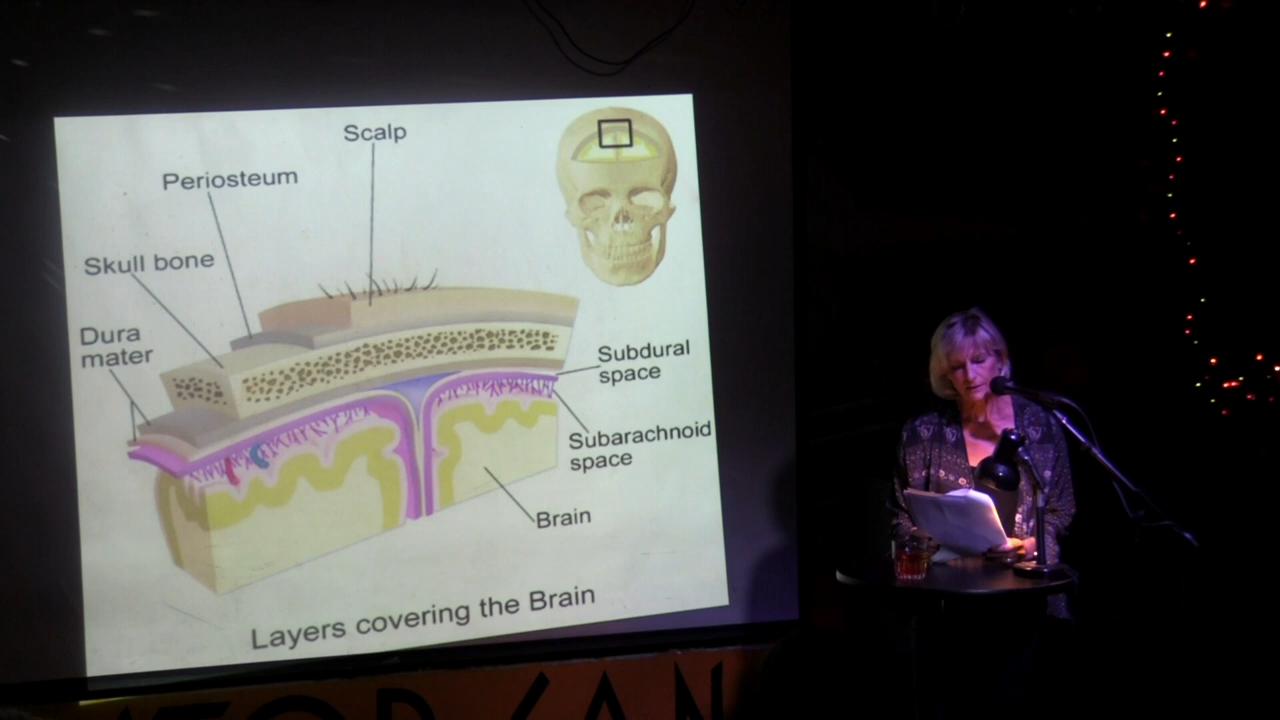 Scalp
Periosteum
Skull bone
Dura
mater
Subdural
space
Subarachnoid
space
Brain
Layers covering the Brain